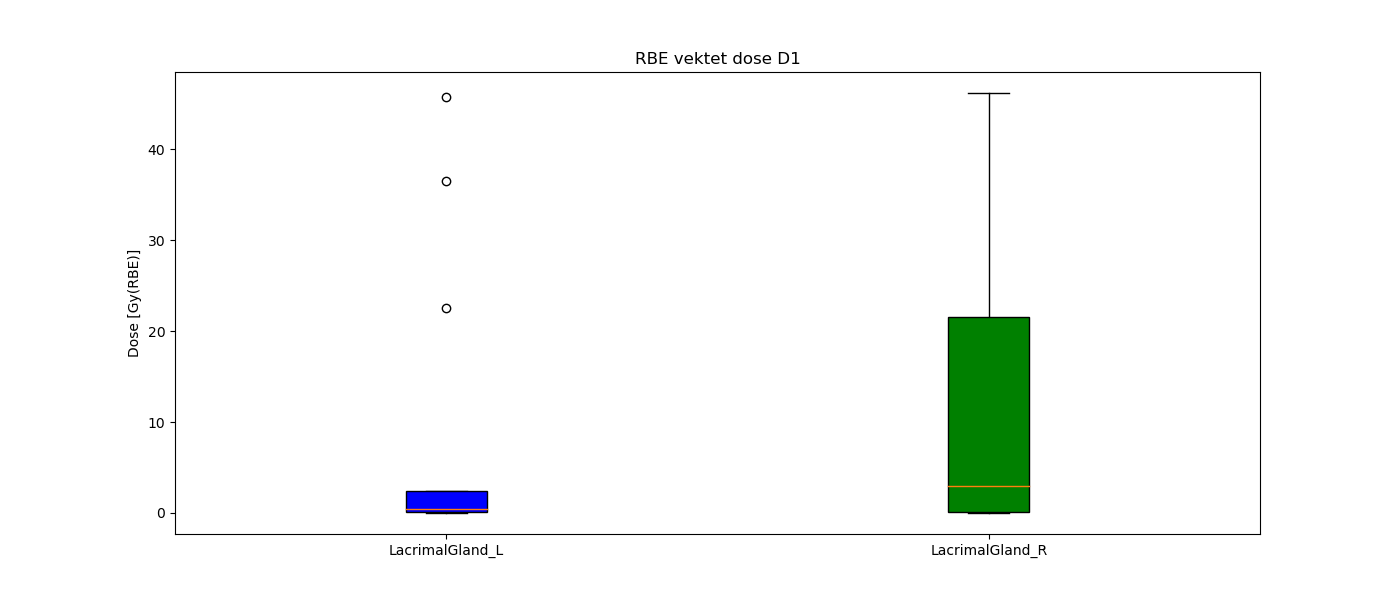 RBE vektet dose D1
Dose [Gy(RBE)]
40
30
20
10
0
LacrimalGland_L
LacrimalGland_R